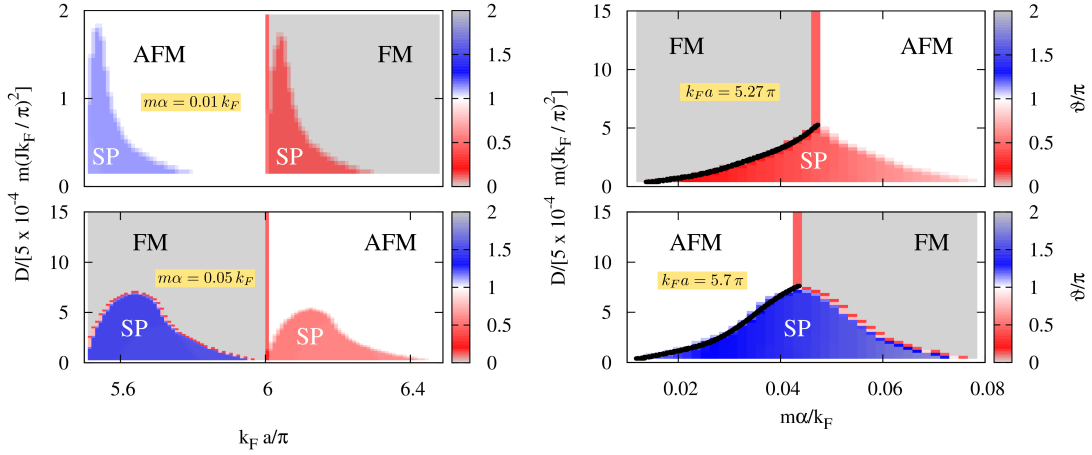 2
1
0
D/[5 x 10⁻⁴ m(Jk_F / π)²]
AFM
FM
mα = 0.01 k_F
SP
SP
2
1.5
1
0.5
0
15
10
5
0
FM
AFM
mα = 0.05 k_F
SP
SP
2
1.5
1
0.5
0
5.6
6
6.4
k_F a/π
15
10
5
0
D/[5 x 10⁻⁴ m(Jk_F / π)²]
FM
AFM
k_F a = 5.27 π
SP
2
1.5
1
0.5
0
ϑ/π
15
10
5
0
AFM
FM
k_F a = 5.7 π
SP
2
1.5
1
0.5
0
ϑ/π
0.02
0.04
0.06
0.08
mα/k_F